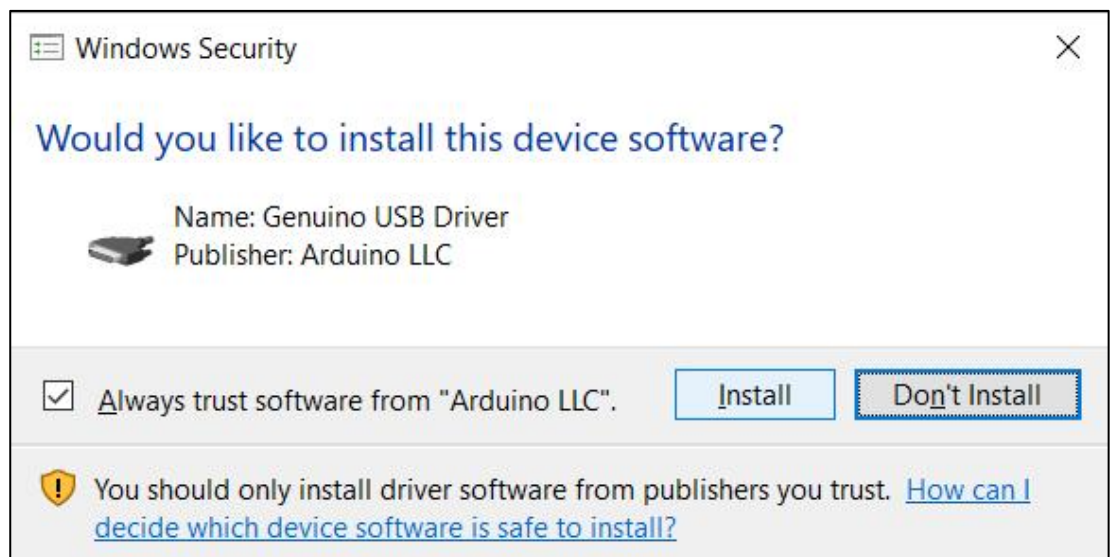 Windows Security
Would you like to install this device software?
Name: Genuino USB Driver
Publisher: Arduino LLC
Always trust software from "Arduino LLC".
Install
Don't Install
You should only install driver software from publishers you trust. How can I
decide which device software is safe to install?